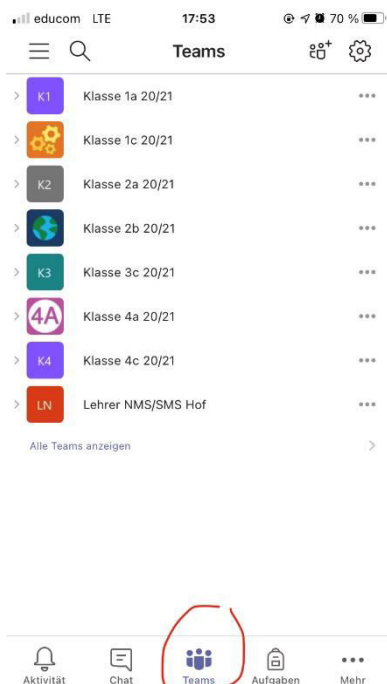 educom LTE 17:53 70 %
Teams
K1 Klasse 1a 20/21
Klasse 1c 20/21
K2 Klasse 2a 20/21
Klasse 2b 20/21
K3 Klasse 3c 20/21
4A Klasse 4a 20/21
K4 Klasse 4c 20/21
LN Lehrer NMS/SMS Hof
Alle Teams anzeigen
Aktivität Chat Teams Aufgaben Mehr